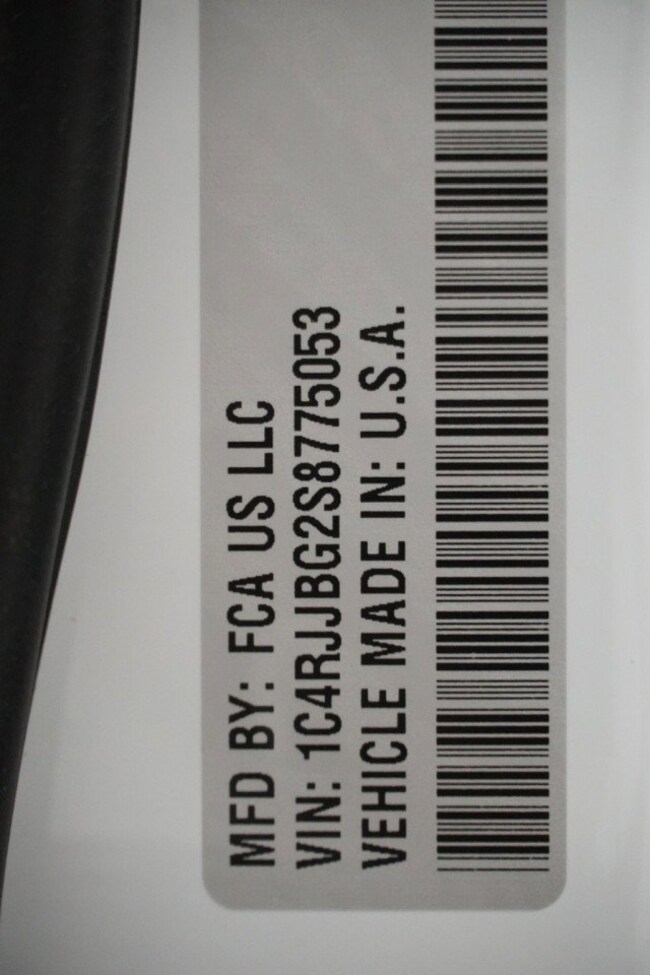 MFD BY: FCA US LLC
VIN: 1C4RJJBG2S8775053
VEHICLE MADE IN: U.S.A.